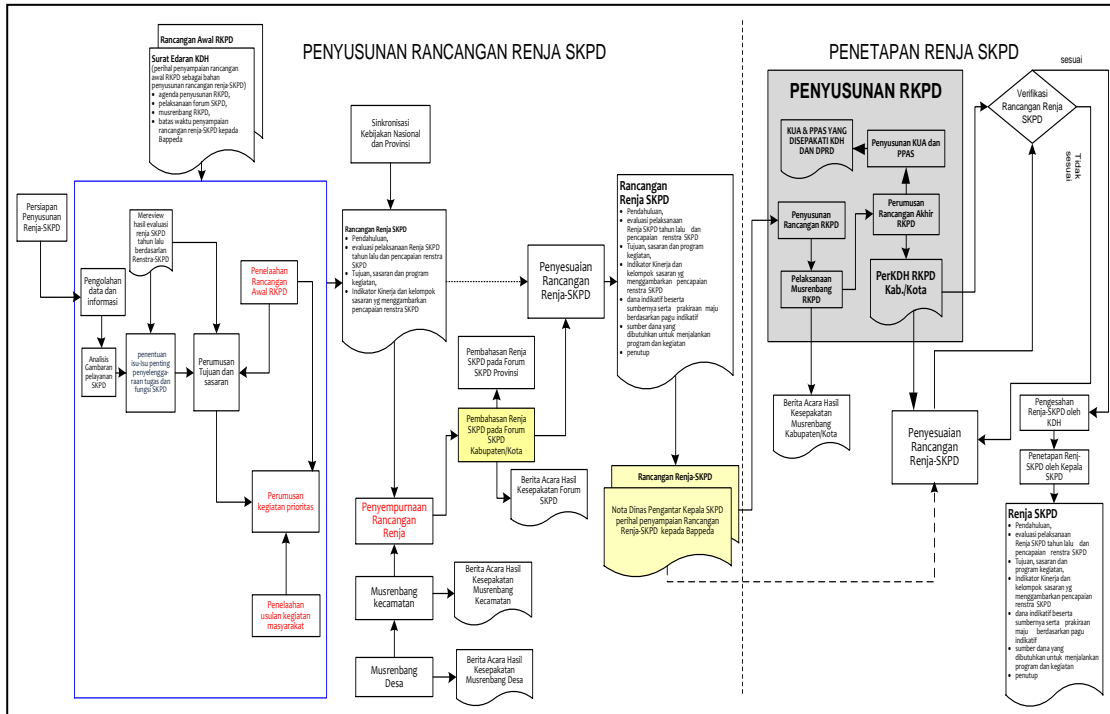 Rancangan Awal RKPD
Surat Edaran KDH
(perihal penyampaian rancangan
awal RKPD sebagai bahan
penyusunan rancangan renja-SKPD)
• agenda penyusunan RKPD,
• pelaksanaan forum SKPD,
• musrenbang RKPD,
• batas waktu penyampaian
rancangan renja-SKPD kepada
Bappeda
PENYUSUNAN RANCANGAN RENJA SKPD
Persiapan
Penyusunan
Renja-SKPD
Pengolahan
data dan
informasi
Analisis
Gambaran
pelayanan
SKPD
Mereview
hasil evaluasi
renja SKPD
tahun lalu
berdasarlan
Renstra-SKPD
penentuan
isu-Isu penting
penyelengga-
raan tugas dan
fungsi SKPD
Perumusan
Tujuan dan
sasaran
Penelaahan
Rancangan
Awal RKPD
Perumusan
kegiatan prioritas
Penelaahan
usulan kegiatan
masyarakat
Sinkronisasi
Kebijakan Nasional
dan Provinsi
Rancangan Renja SKPD
• Pendahuluan,
• evaluasi pelaksanaan Renja SKPD
tahun lalu dan pencapaian renstra
SKPD
• Tujuan, sasaran dan program
kegiatan,
• Indikator Kinerja dan kelompok
sasaran yg menggambarkan
pencapaian renstra SKPD
Penyesuaian
Rancangan
Renja-SKPD
Pembahasan Renja
SKPD pada Forum
SKPD Provinsi
Pembahasan Renja
SKPD pada Forum
SKPD
Kabupaten/Kota
Berita Acara Hasil
Kesepakatan Forum
SKPD
Penyempurnaan
Rancangan
Renja
Musrenbang
kecamatan
Berita Acara Hasil
Kesepakatan
Musrenbang
Kecamatan
Musrenbang
Desa
Berita Acara Hasil
Kesepakatan
Musrenbang Desa
Rancangan
Renja SKPD
• Pendahuluan,
• evaluasi pelaksanaan
Renja SKPD tahun lalu dan
pencapaian renstra SKPD
• Tujuan, sasaran dan program
kegiatan,
• Indikator Kinerja dan
kelompok sasaran yg
menggambarkan pencapaian
renstra SKPD
• dana indikatif beserta
sumbernya serta prakiraan maju
berdasarkan pagu indikatif
• sumber dana yang
dibutuhkan untuk menjalankan
program dan kegiatan
• penutup
Rancangan Renja-SKPD
Nota Dinas Pengantar Kepala SKPD
perihal penyampaian Rancangan
Renja-SKPD kepada Bappeda
PENETAPAN RENJA SKPD
PENYUSUNAN RKPD
KUA & PPAS YANG
DISEPAKATI KDH
DAN DPRD
Penyusunan KUA dan
PPAS
Penyusunan
Rancangan RKPD
Perumusan
Rancangan Akhir
RKPD
Pelaksanaan
Musrenbang
RKPD
PerKDH RKPD
Kab./Kota
Berita Acara Hasil
Kesepakatan
Musrenbang
Kabupaten/Kota
Penyesuaian
Rancangan
Renja-SKPD
Verifikasi
Rancangan Renja
SKPD
sesuai
Tidak
sesuai
Pengesahan
Renja-SKPD oleh
KDH
Penetapan Renj-
SKPD oleh Kepala
SKPD
Renja SKPD
• Pendahuluan,
• evaluasi pelaksanaan
Renja SKPD tahun lalu dan
pencapaian renstra SKPD
• Tujuan, sasaran dan
program kegiatan,
• Indikator Kinerja dan
kelompok sasaran yg
menggambarkan pencapaian
renstra SKPD
• dana indikatif beserta
sumbernya serta prakiraan
maju berdasarkan pagu
indikatif
• sumber dana yang
dibutuhkan untuk menjalankan
program dan kegiatan
• penutup